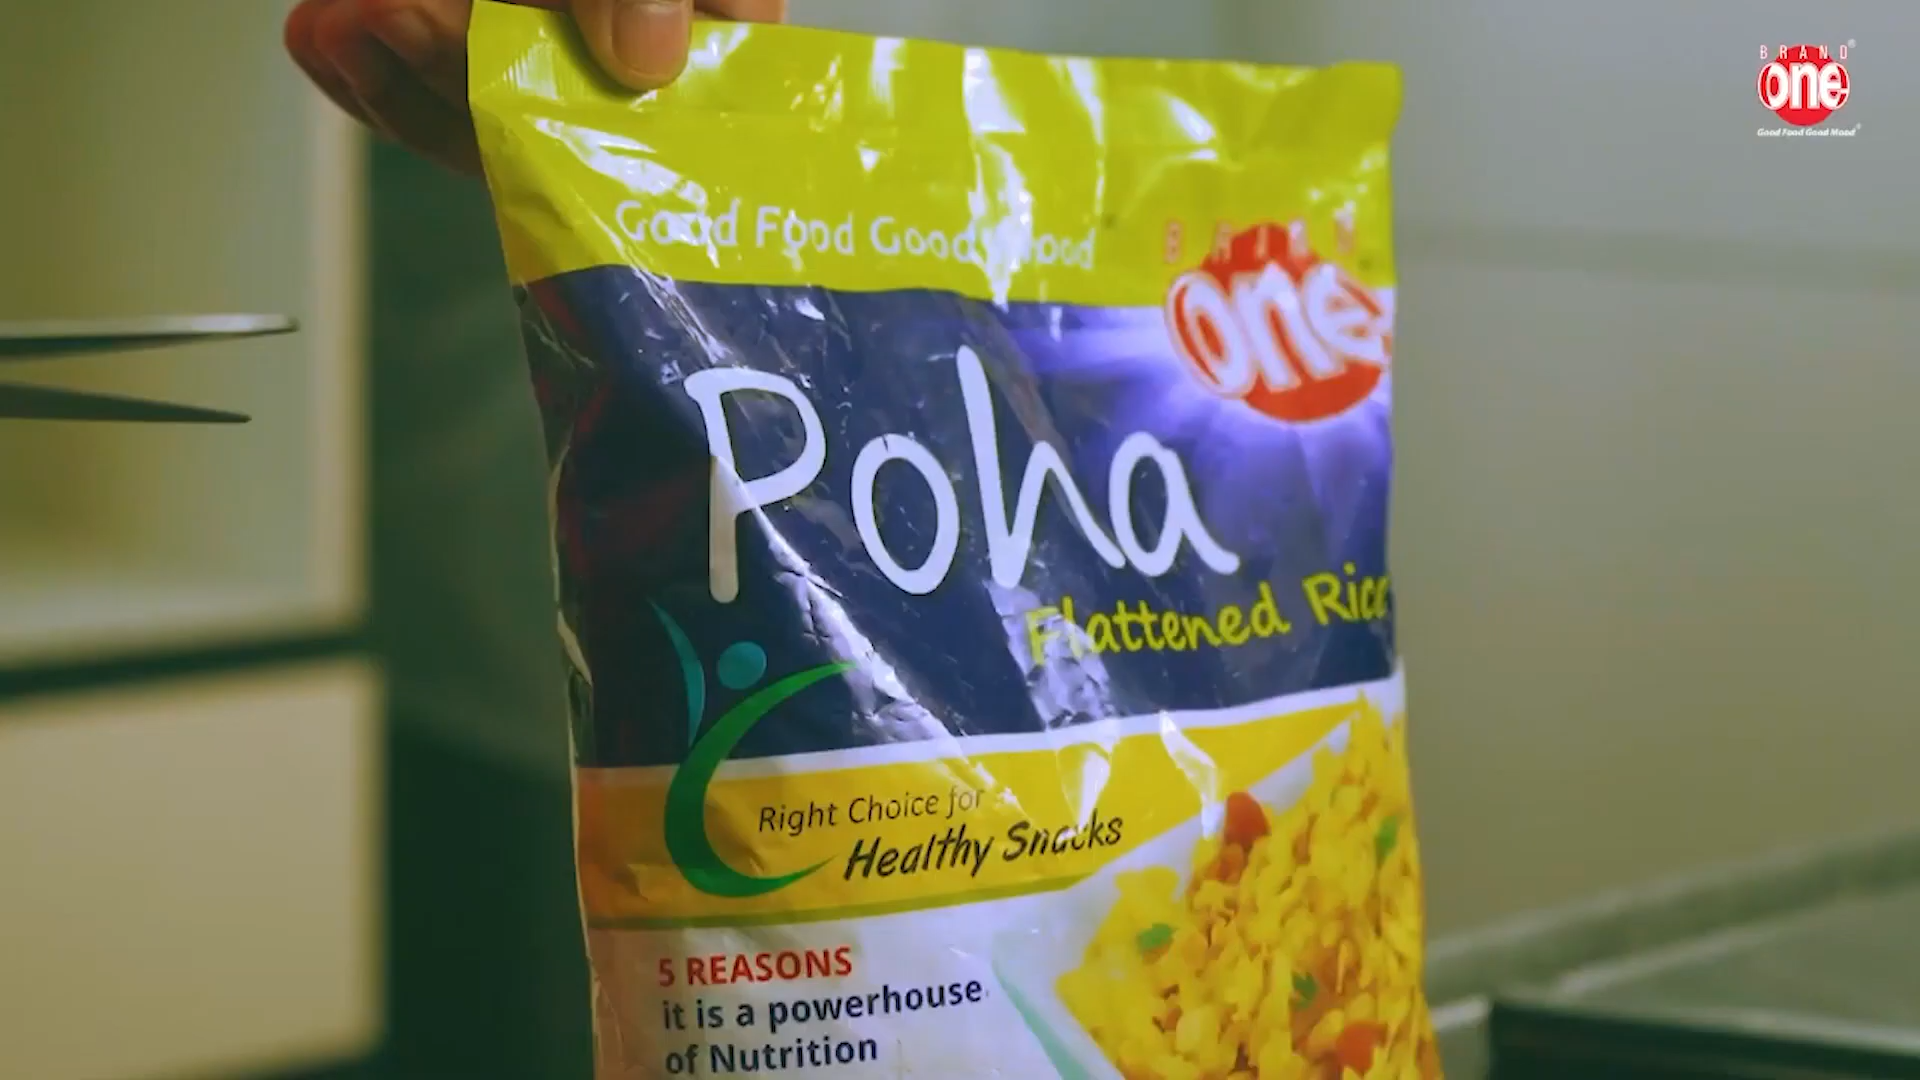 BRAND
one
Good Food Good Mood
Good Food Good Mood
BRAND
one
Poha
Flattened Rice
Right Choice for
Healthy Snacks
5 REASONS
it is a powerhouse
of Nutrition